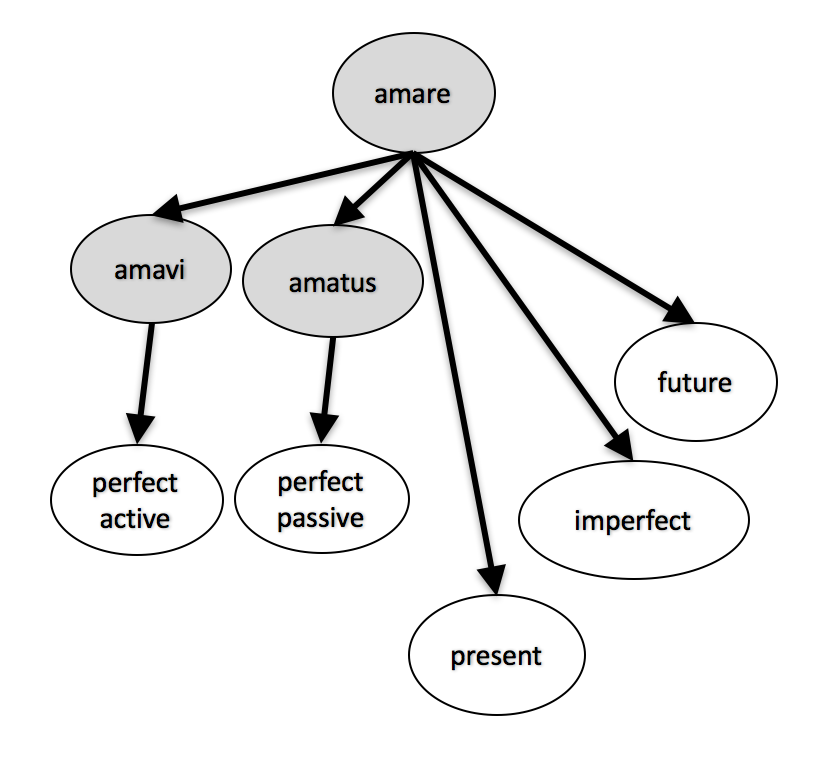 amare
amavi
amatus
future
perfect
active
perfect
passive
imperfect
present